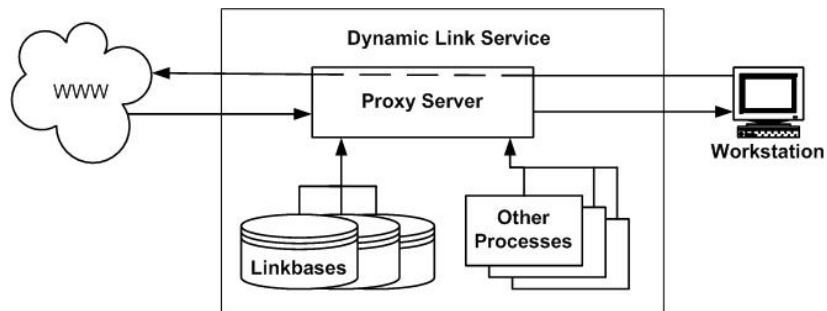 Dynamic Link Service
WWW
Proxy Server
Workstation
Linkbases
Other
Processes